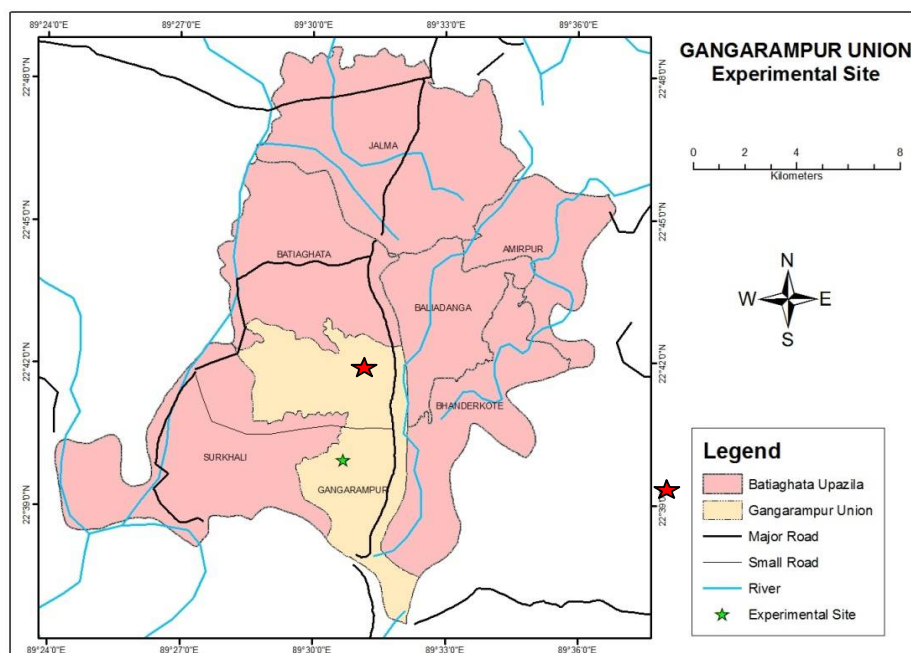 89°24'0"E 89°27'0"E 89°30'0"E 89°33'0"E 89°36'0"E
GANGARAMPUR UNION
Experimental Site
22°48'0"N 22°48'0"N
0 2 4 8
Kilometers
JALMA
22°45'0"N 22°45'0"N
AMIRPUR
BATIAGHATA
N
W E
S
BALIADANGA
22°42'0"N 22°42'0"N
BHANDERKOTE
SURKHALI
GANGARAMPUR
22°39'0"N 22°39'0"N
Legend
Batiaghata Upazila
Gangarampur Union
Major Road
Small Road
River
Experimental Site
89°24'0"E 89°27'0"E 89°30'0"E 89°33'0"E 89°36'0"E